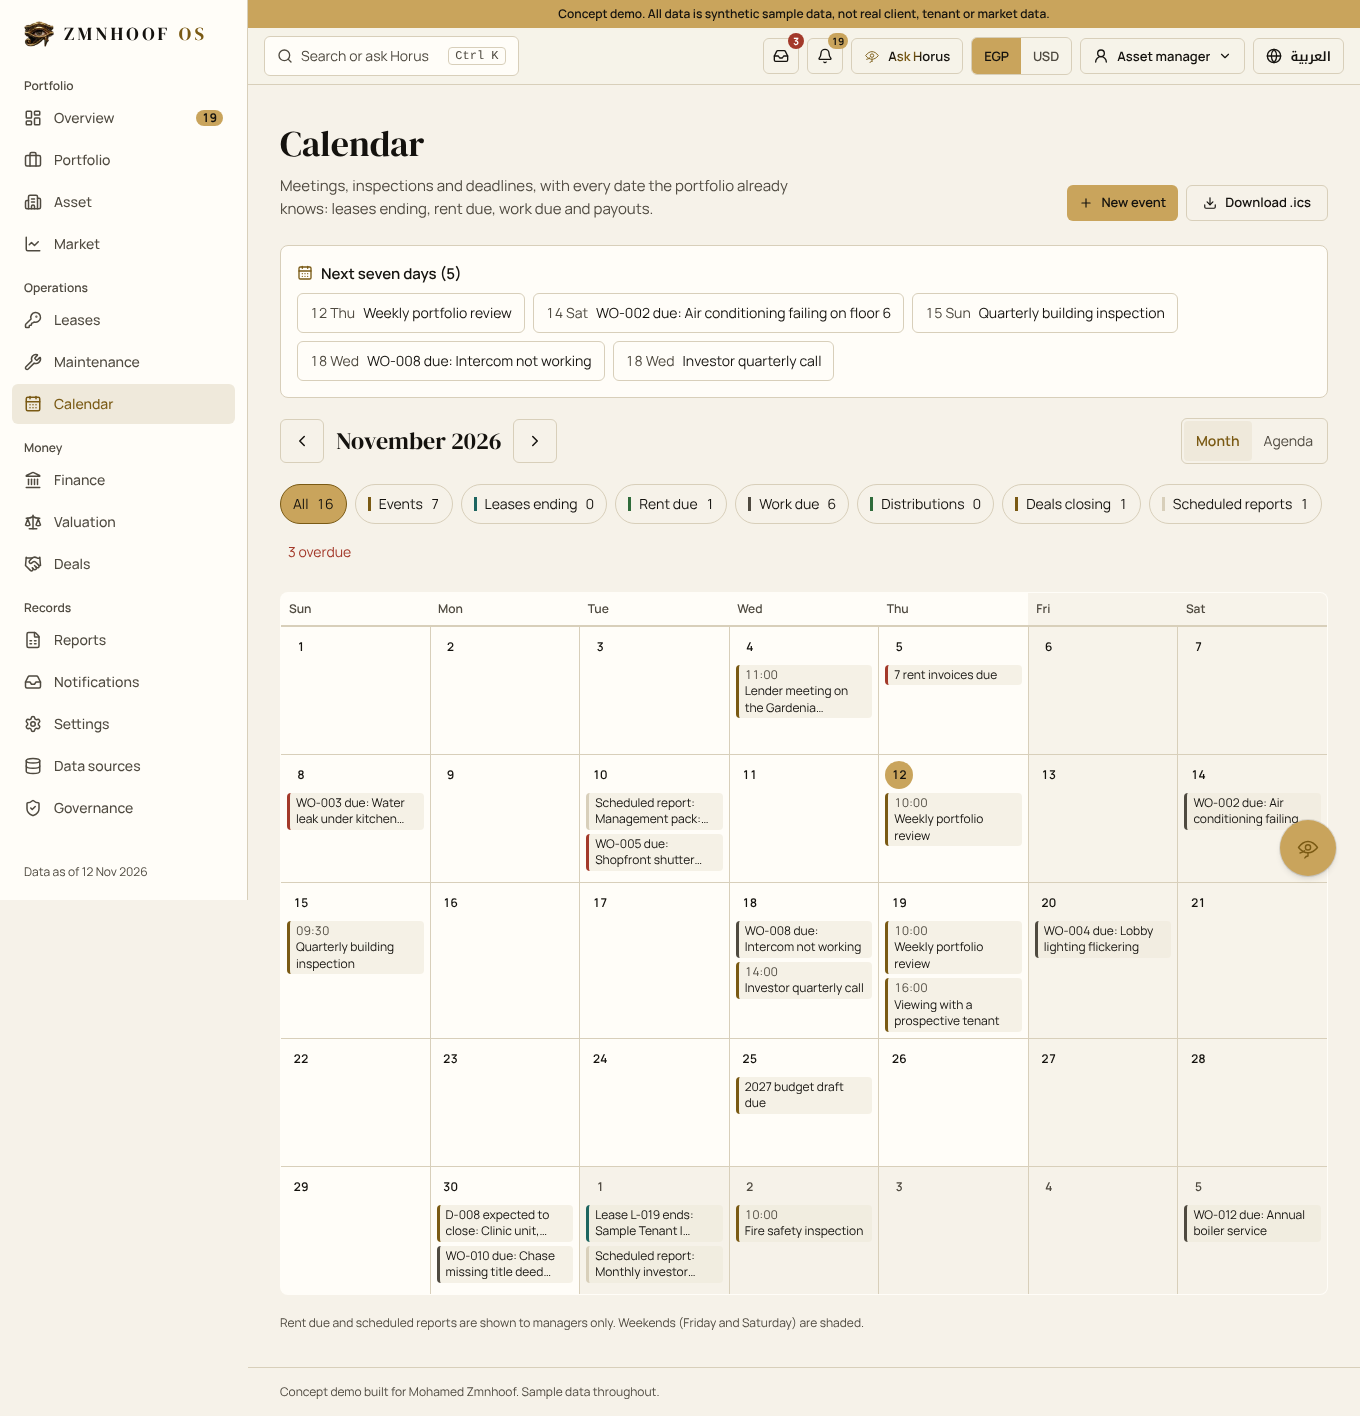 Concept demo. All data is synthetic sample data, not real client, tenant or market data.
ZMNHOOF OS
Search or ask Horus
Ctrl K
3
19
Ask Horus
EGP
USD
Asset manager
العربية
Portfolio
Overview
19
Portfolio
Asset
Market
Operations
Leases
Maintenance
Calendar
Money
Finance
Valuation
Deals
Records
Reports
Notifications
Settings
Data sources
Governance
Data as of 12 Nov 2026
Calendar
Meetings, inspections and deadlines, with every date the portfolio already
knows: leases ending, rent due, work due and payouts.
New event
Download .ics
Next seven days (5)
12 Thu Weekly portfolio review
14 Sat WO-002 due: Air conditioning failing on floor 6
15 Sun Quarterly building inspection
18 Wed WO-008 due: Intercom not working
18 Wed Investor quarterly call
November 2026
Month
Agenda
All 16
Events 7
Leases ending 0
Rent due 1
Work due 6
Distributions 0
Deals closing 1
Scheduled reports 1
3 overdue
Sun
Mon
Tue
Wed
Thu
Fri
Sat
1
2
3
4
11:00
Lender meeting on
the Gardenia...
5
7 rent invoices due
6
7
8
WO-003 due: Water
leak under kitchen...
9
10
Scheduled report:
Management pack:...
WO-005 due:
Shopfront shutter...
11
12
10:00
Weekly portfolio
review
13
14
WO-002 due: Air
conditioning failing
15
09:30
Quarterly building
inspection
16
17
18
WO-008 due:
Intercom not working
14:00
Investor quarterly call
19
10:00
Weekly portfolio
review
16:00
Viewing with a
prospective tenant
20
WO-004 due: Lobby
lighting flickering
21
22
23
24
25
2027 budget draft
due
26
27
28
29
30
D-008 expected to
close: Clinic unit,...
WO-010 due: Chase
missing title deed...
1
Lease L-019 ends:
Sample Tenant I...
Scheduled report:
Monthly investor...
2
10:00
Fire safety inspection
3
4
5
WO-012 due: Annual
boiler service
Rent due and scheduled reports are shown to managers only. Weekends (Friday and Saturday) are shaded.
Concept demo built for Mohamed Zmnhoof. Sample data throughout.